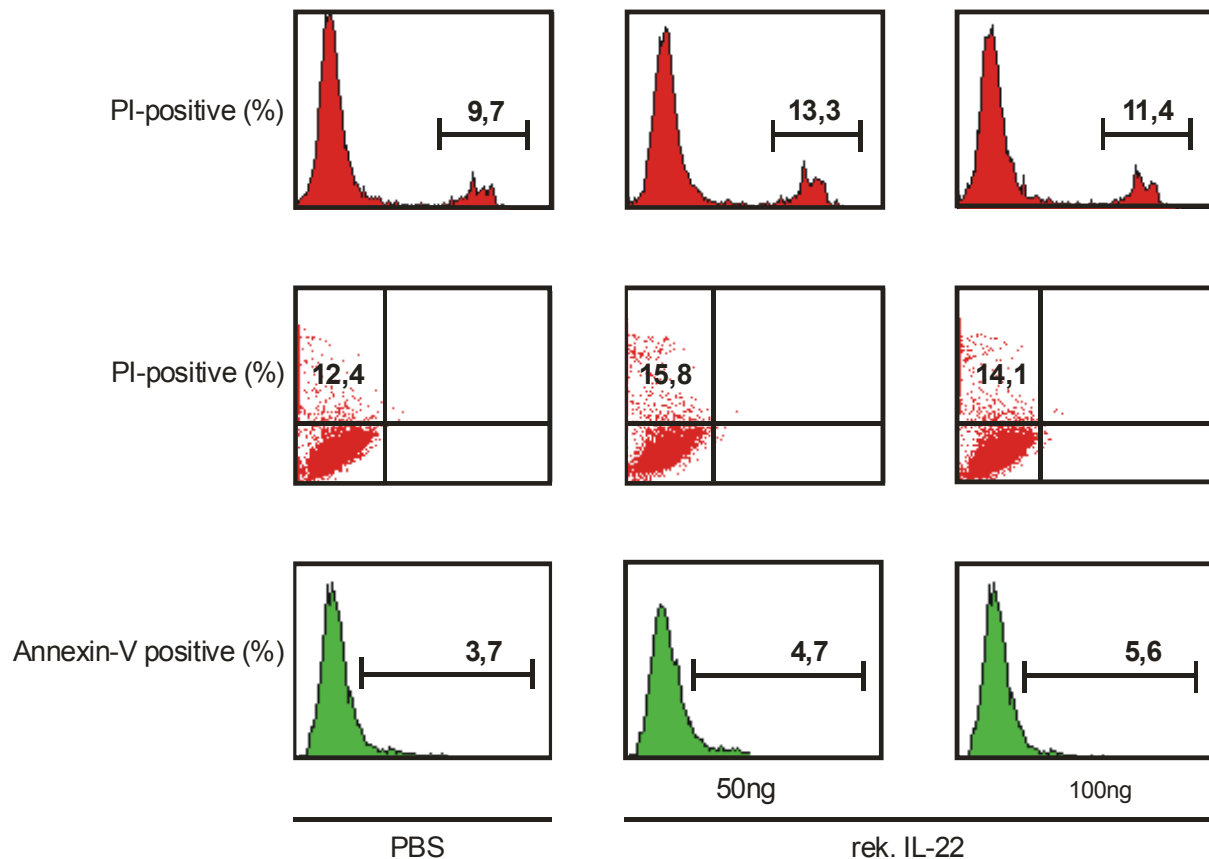 PI-positive (%)
9,7
13,3
11,4
PI-positive (%)
12,4
15,8
14,1
Annexin-V positive (%)
3,7
4,7
5,6
50ng
100ng
PBS
rek. IL-22